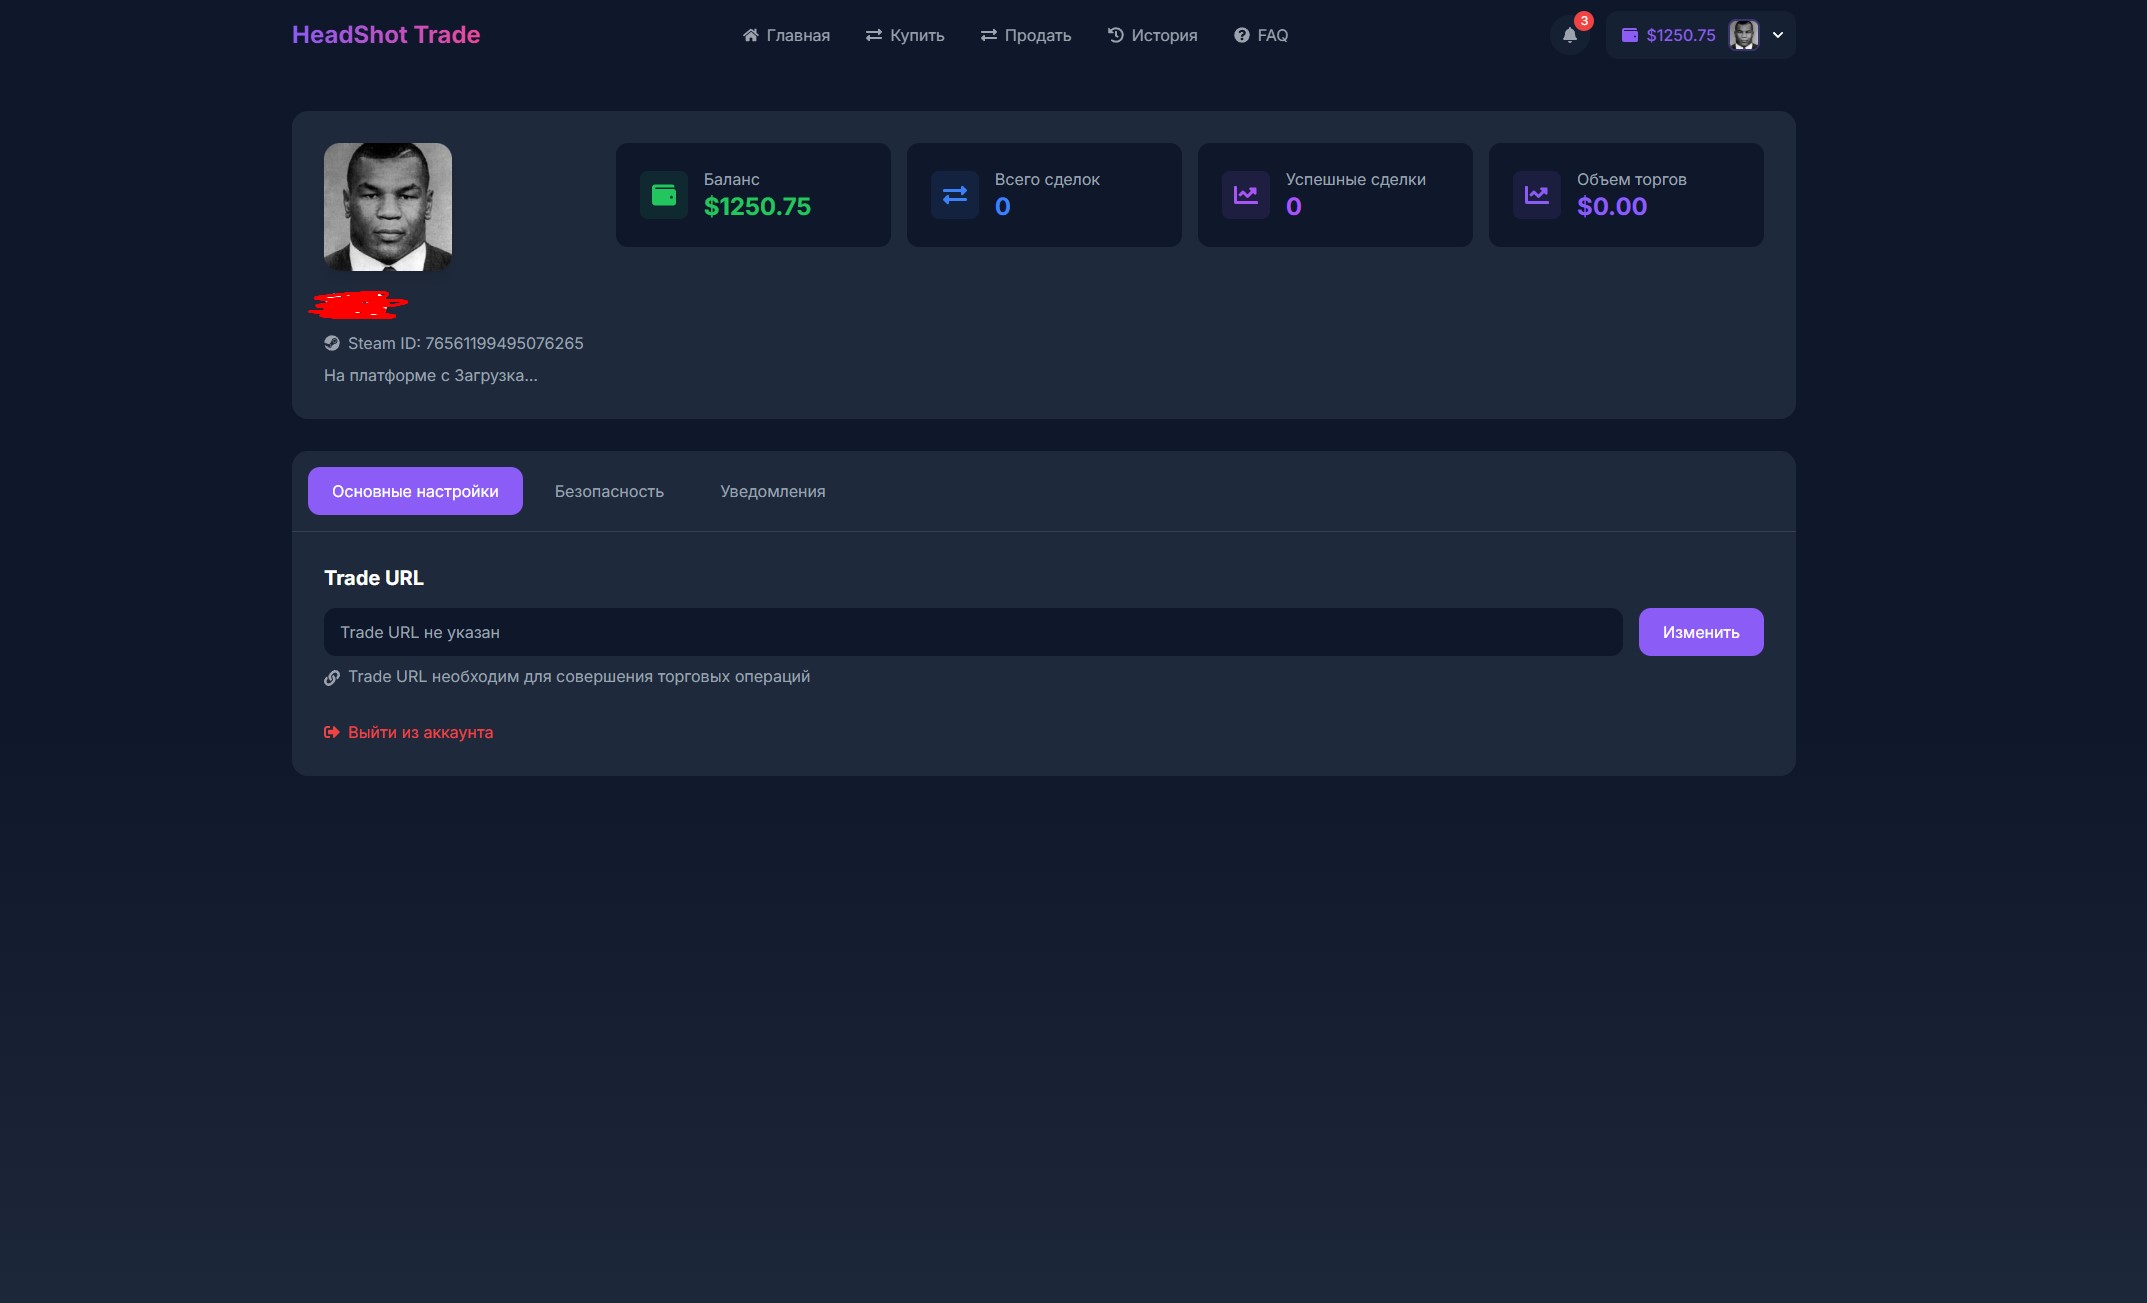 HeadShot Trade
Главная
Купить
Продать
История
FAQ
3
$1250.75
Баланс
$1250.75
Всего сделок
0
Успешные сделки
0
Объем торгов
$0.00
Steam ID: 76561199495076265
На платформе с Загрузка...
Основные настройки
Безопасность
Уведомления
Trade URL
Trade URL не указан
Изменить
Trade URL необходим для совершения торговых операций
Выйти из аккаунта